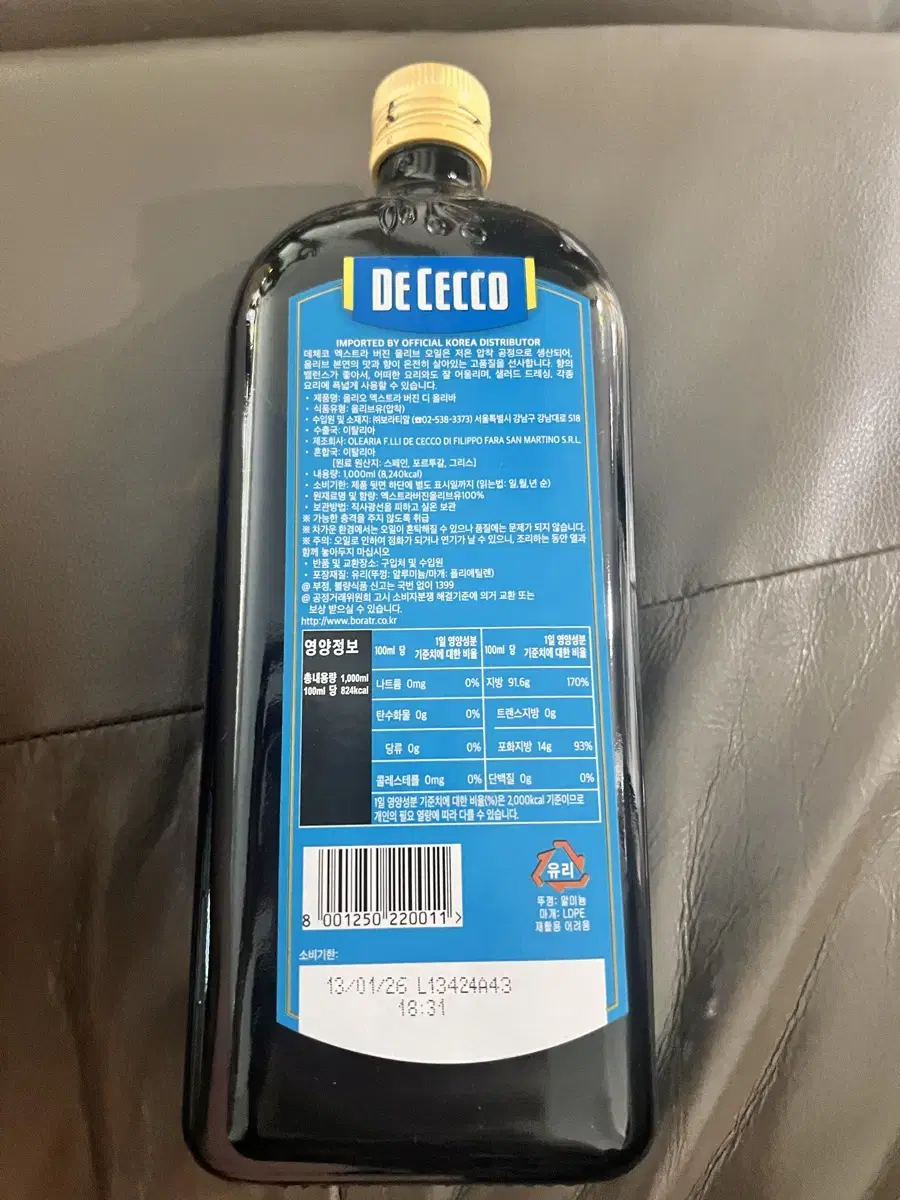 DE CECCO
IMPORTED BY OFFICIAL KOREA DISTRIBUTOR
데체코 엑스트라 버진 올리브 오일은 저온 압착 공정으로 생산되어,
올리브 본연의 맛과 향이 온전히 살아있는 고품질을 선사합니다. 향의
밸런스가 좋아서, 어떠한 요리와도 잘 어울리며, 샐러드 드레싱, 각종
요리에 폭넓게 사용할 수 있습니다.
• 제품명: 올리오 엑스트라 버진 디 올리바
• 식품유형: 올리브유(압착)
• 수입원 및 소재지: ㈜보라티알 (☎02-538-3373) 서울특별시 강남구 강남대로 518
• 수출국: 이탈리아
• 제조회사: OLEARIA F.LLI DE CECCO DI FILIPPO FARA SAN MARTINO S.R.L.
• 혼합국: 이탈리아
[원료 원산지: 스페인, 포르투갈, 그리스]
• 내용량: 1,000ml (8,240kcal)
• 소비기한: 제품 뒷면 하단에 별도 표시일까지 (읽는법: 일,월,년 순)
• 원재료명 및 함량: 엑스트라버진올리브유100%
• 보관방법: 직사광선을 피하고 실온 보관
※ 가능한 충격을 주지 않도록 취급
※ 차가운 환경에서는 오일이 혼탁해질 수 있으나 품질에는 문제가 되지 않습니다.
※ 주의: 오일로 인하여 점화가 되거나 연기가 날 수 있으니, 조리하는 동안 열과
함께 놓아두지 마십시오
• 반품 및 교환장소: 구입처 및 수입원
• 포장재질: 유리(뚜껑: 알루미늄/마개: 폴리에틸렌)
@ 부정, 불량식품 신고는 국번 없이 1399
@ 공정거래위원회 고시 소비자분쟁 해결기준에 의거 교환 또는
보상 받으실 수 있습니다.
http://www.boratr.co.kr
영양정보
총내용량 1,000ml
100ml 당 824kcal
100ml 당 1일 영양성분 기준치에 대한 비율 100ml 당 1일 영양성분 기준치에 대한 비율
나트륨 0mg 0% 지방 91.6g 170%
탄수화물 0g 0% 트랜스지방 0g
당류 0g 0% 포화지방 14g 93%
콜레스테롤 0mg 0% 단백질 0g 0%
1일 영양성분 기준치에 대한 비율(%)은 2,000kcal 기준이므로
개인의 필요 열량에 따라 다를 수 있습니다.
8 001250 220011 >
유리
뚜껑: 알미늄
마개: LDPE
재활용 어려움
소비기한:
13/01/26 L13424A43
18:31